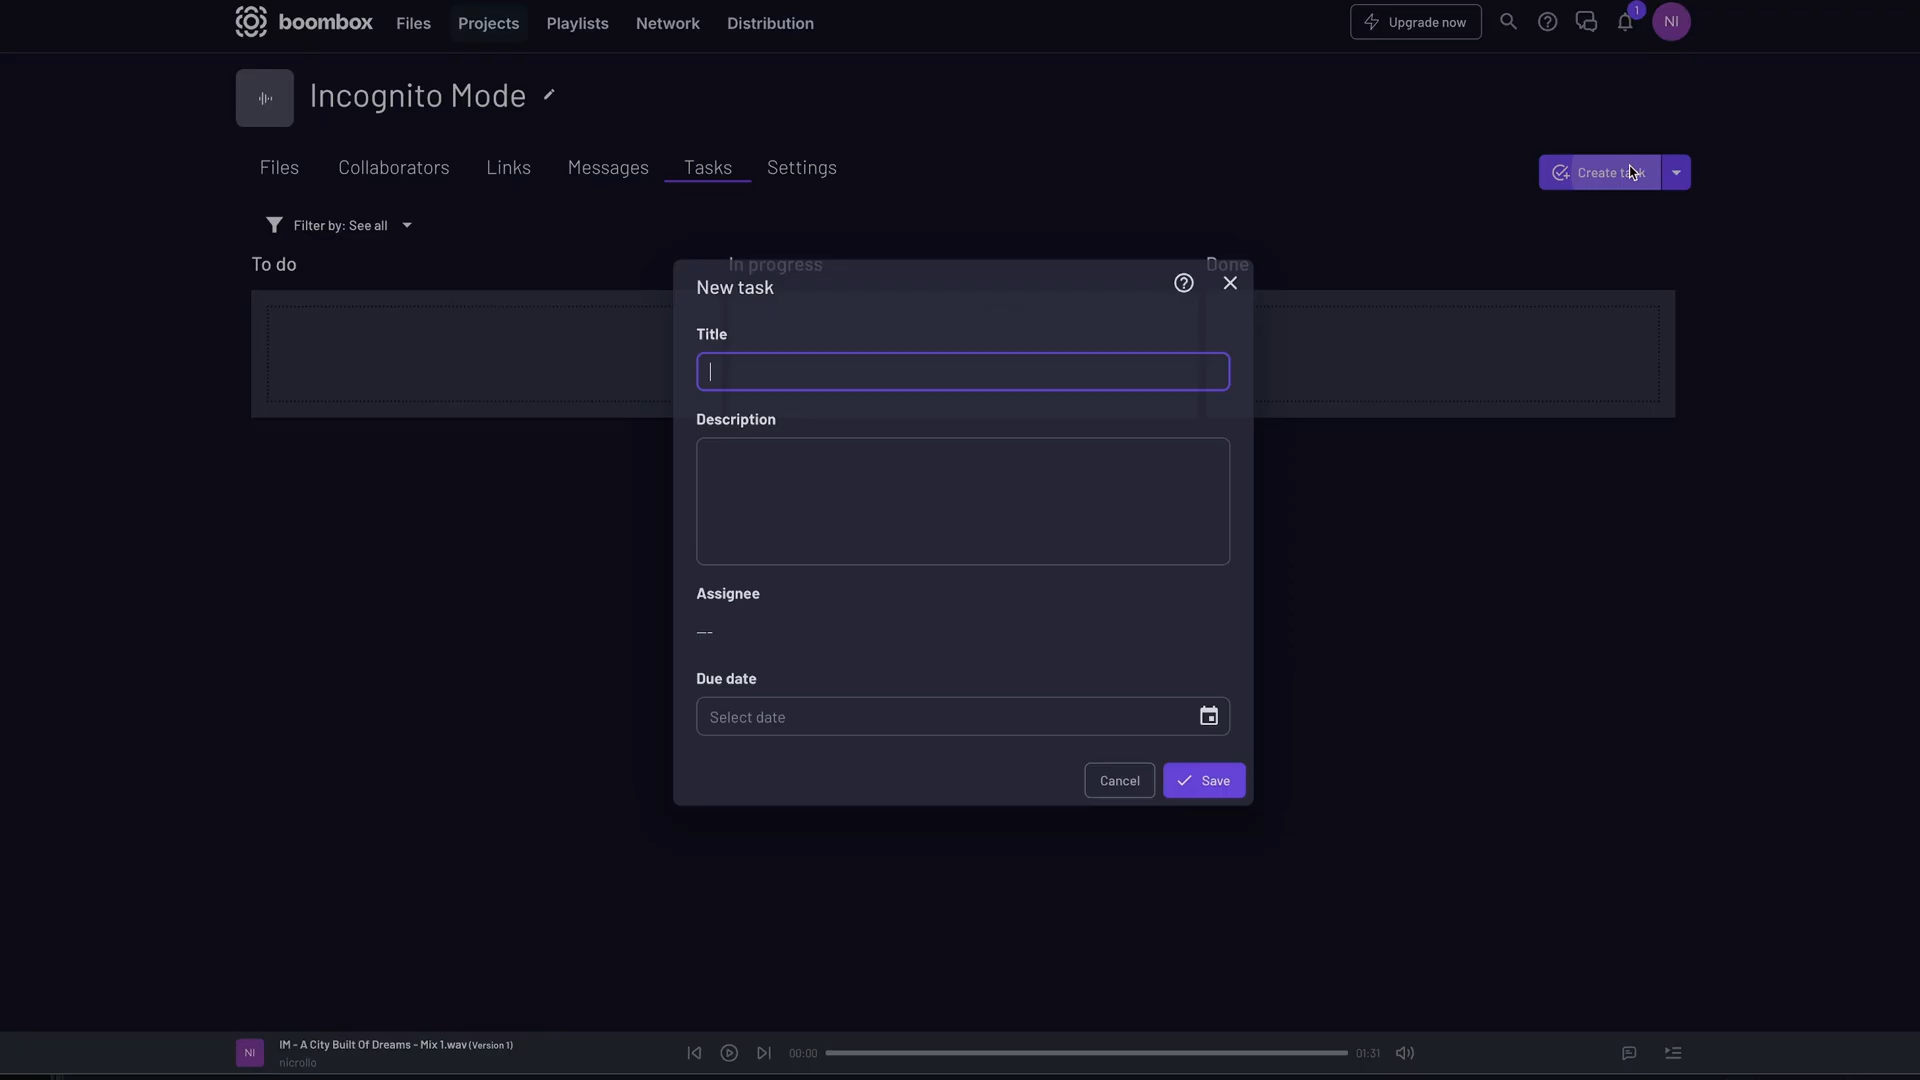 boombox Files Projects Playlists Network Distribution Upgrade now 1 NI
Incognito Mode
Files Collaborators Links Messages Tasks Settings Create task
Filter by: See all
To do In progress Done
New task
Title
Description
Assignee
---
Due date
Select date
Cancel Save
NI IM - A City Built Of Dreams - Mix 1.wav (Version 1)
nicrollo
00:00 01:31